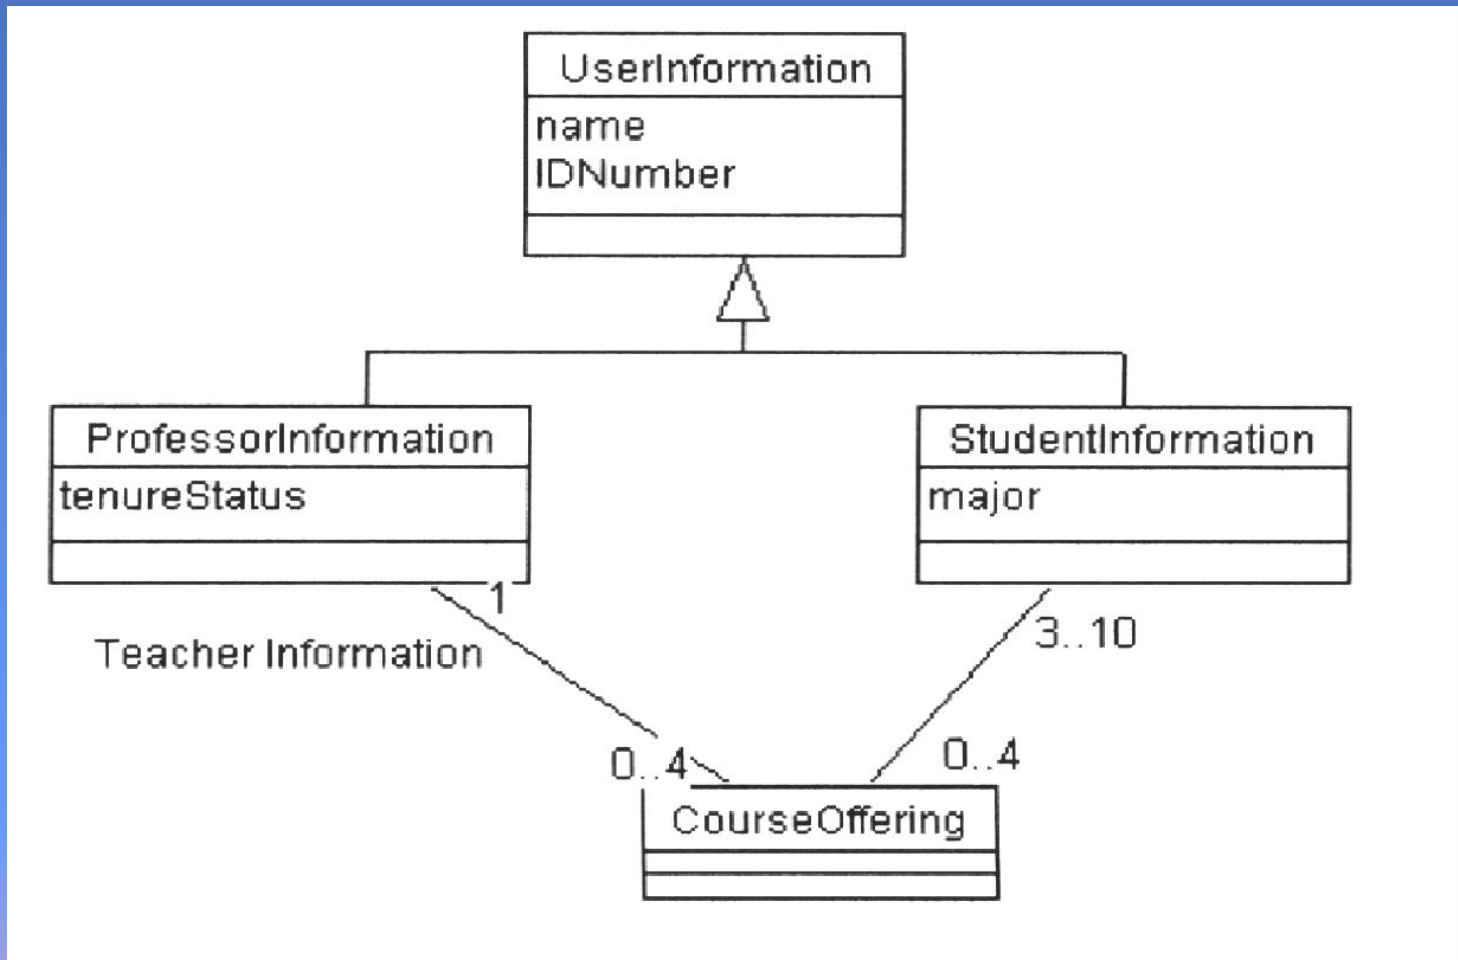 UserInformation
name
IDNumber
ProfessorInformation
tenureStatus
StudentInformation
major
1
Teacher Information
3..10
0..4
0..4
CourseOffering